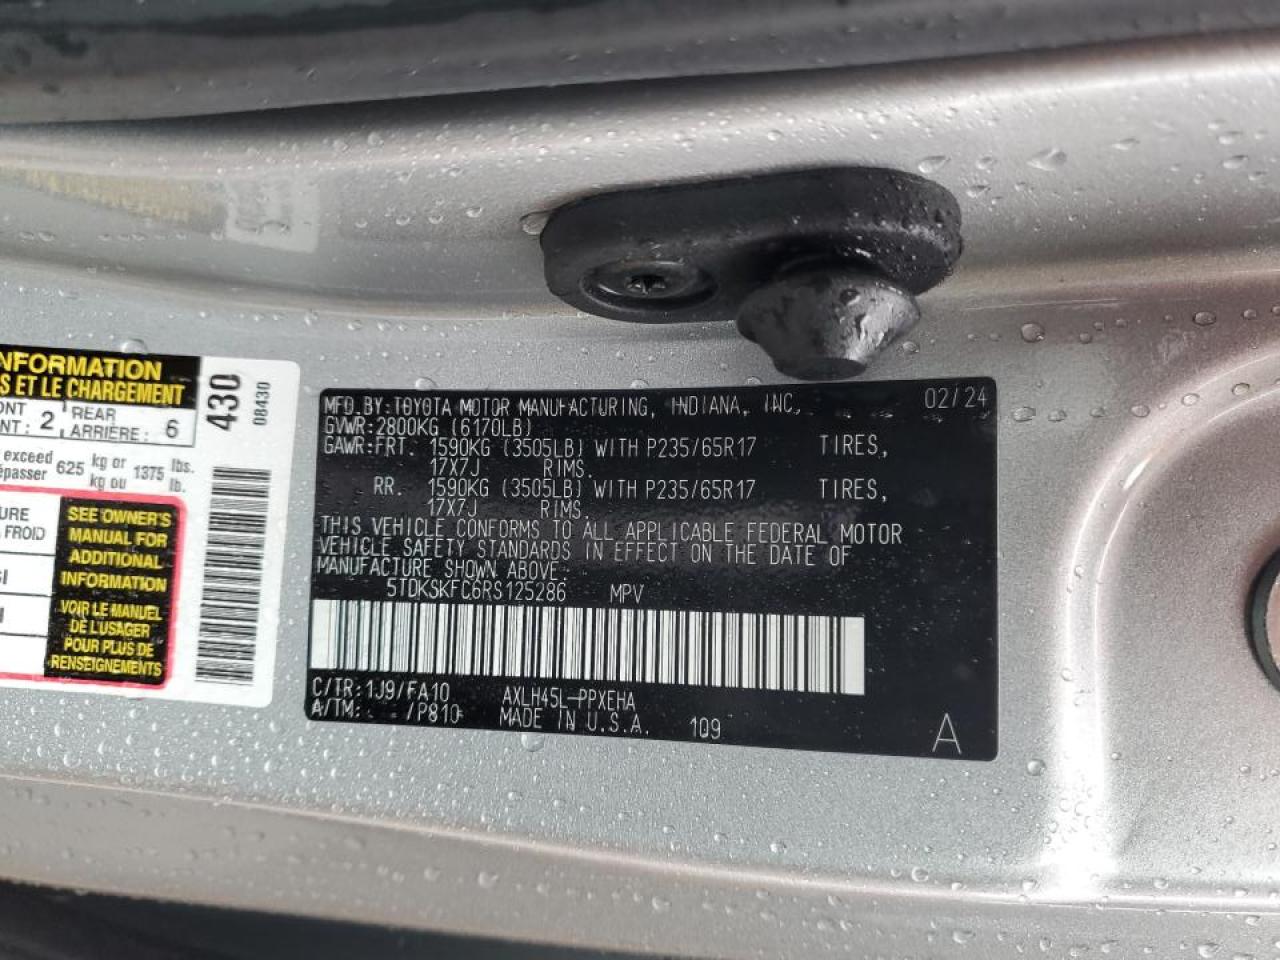 NFORMATION
S ET LE CHARGEMENT
ONT 2 REAR 6
NT : ARRIÈRE :
exceed 625 kg or 1375 lbs.
épasser kg ou lb.
URE
FROID
SEE OWNER'S
MANUAL FOR
ADDITIONAL
INFORMATION
VOIR LE MANUEL
DE L'USAGER
POUR PLUS DE
RENSEIGNEMENTS
430
08430
MFD.BY:TOYOTA MOTOR MANUFACTURING, INDIANA, INC, 02/24
GVWR:2800KG (6170LB)
GAWR:FRT. 1590KG (3505LB) WITH P235/65R17 TIRES,
17X7J RIMS.
RR. 1590KG (3505LB) WITH P235/65R17 TIRES,
17X7J RIMS.
THIS VEHICLE CONFORMS TO ALL APPLICABLE FEDERAL MOTOR
VEHICLE SAFETY STANDARDS IN EFFECT ON THE DATE OF
MANUFACTURE SHOWN ABOVE.
5TDKSKFC6RS125286 MPV
C/TR:1J9/FA10 AXLH45L-PPXEHA
A/TM: /P810 MADE IN U.S.A. 109
A